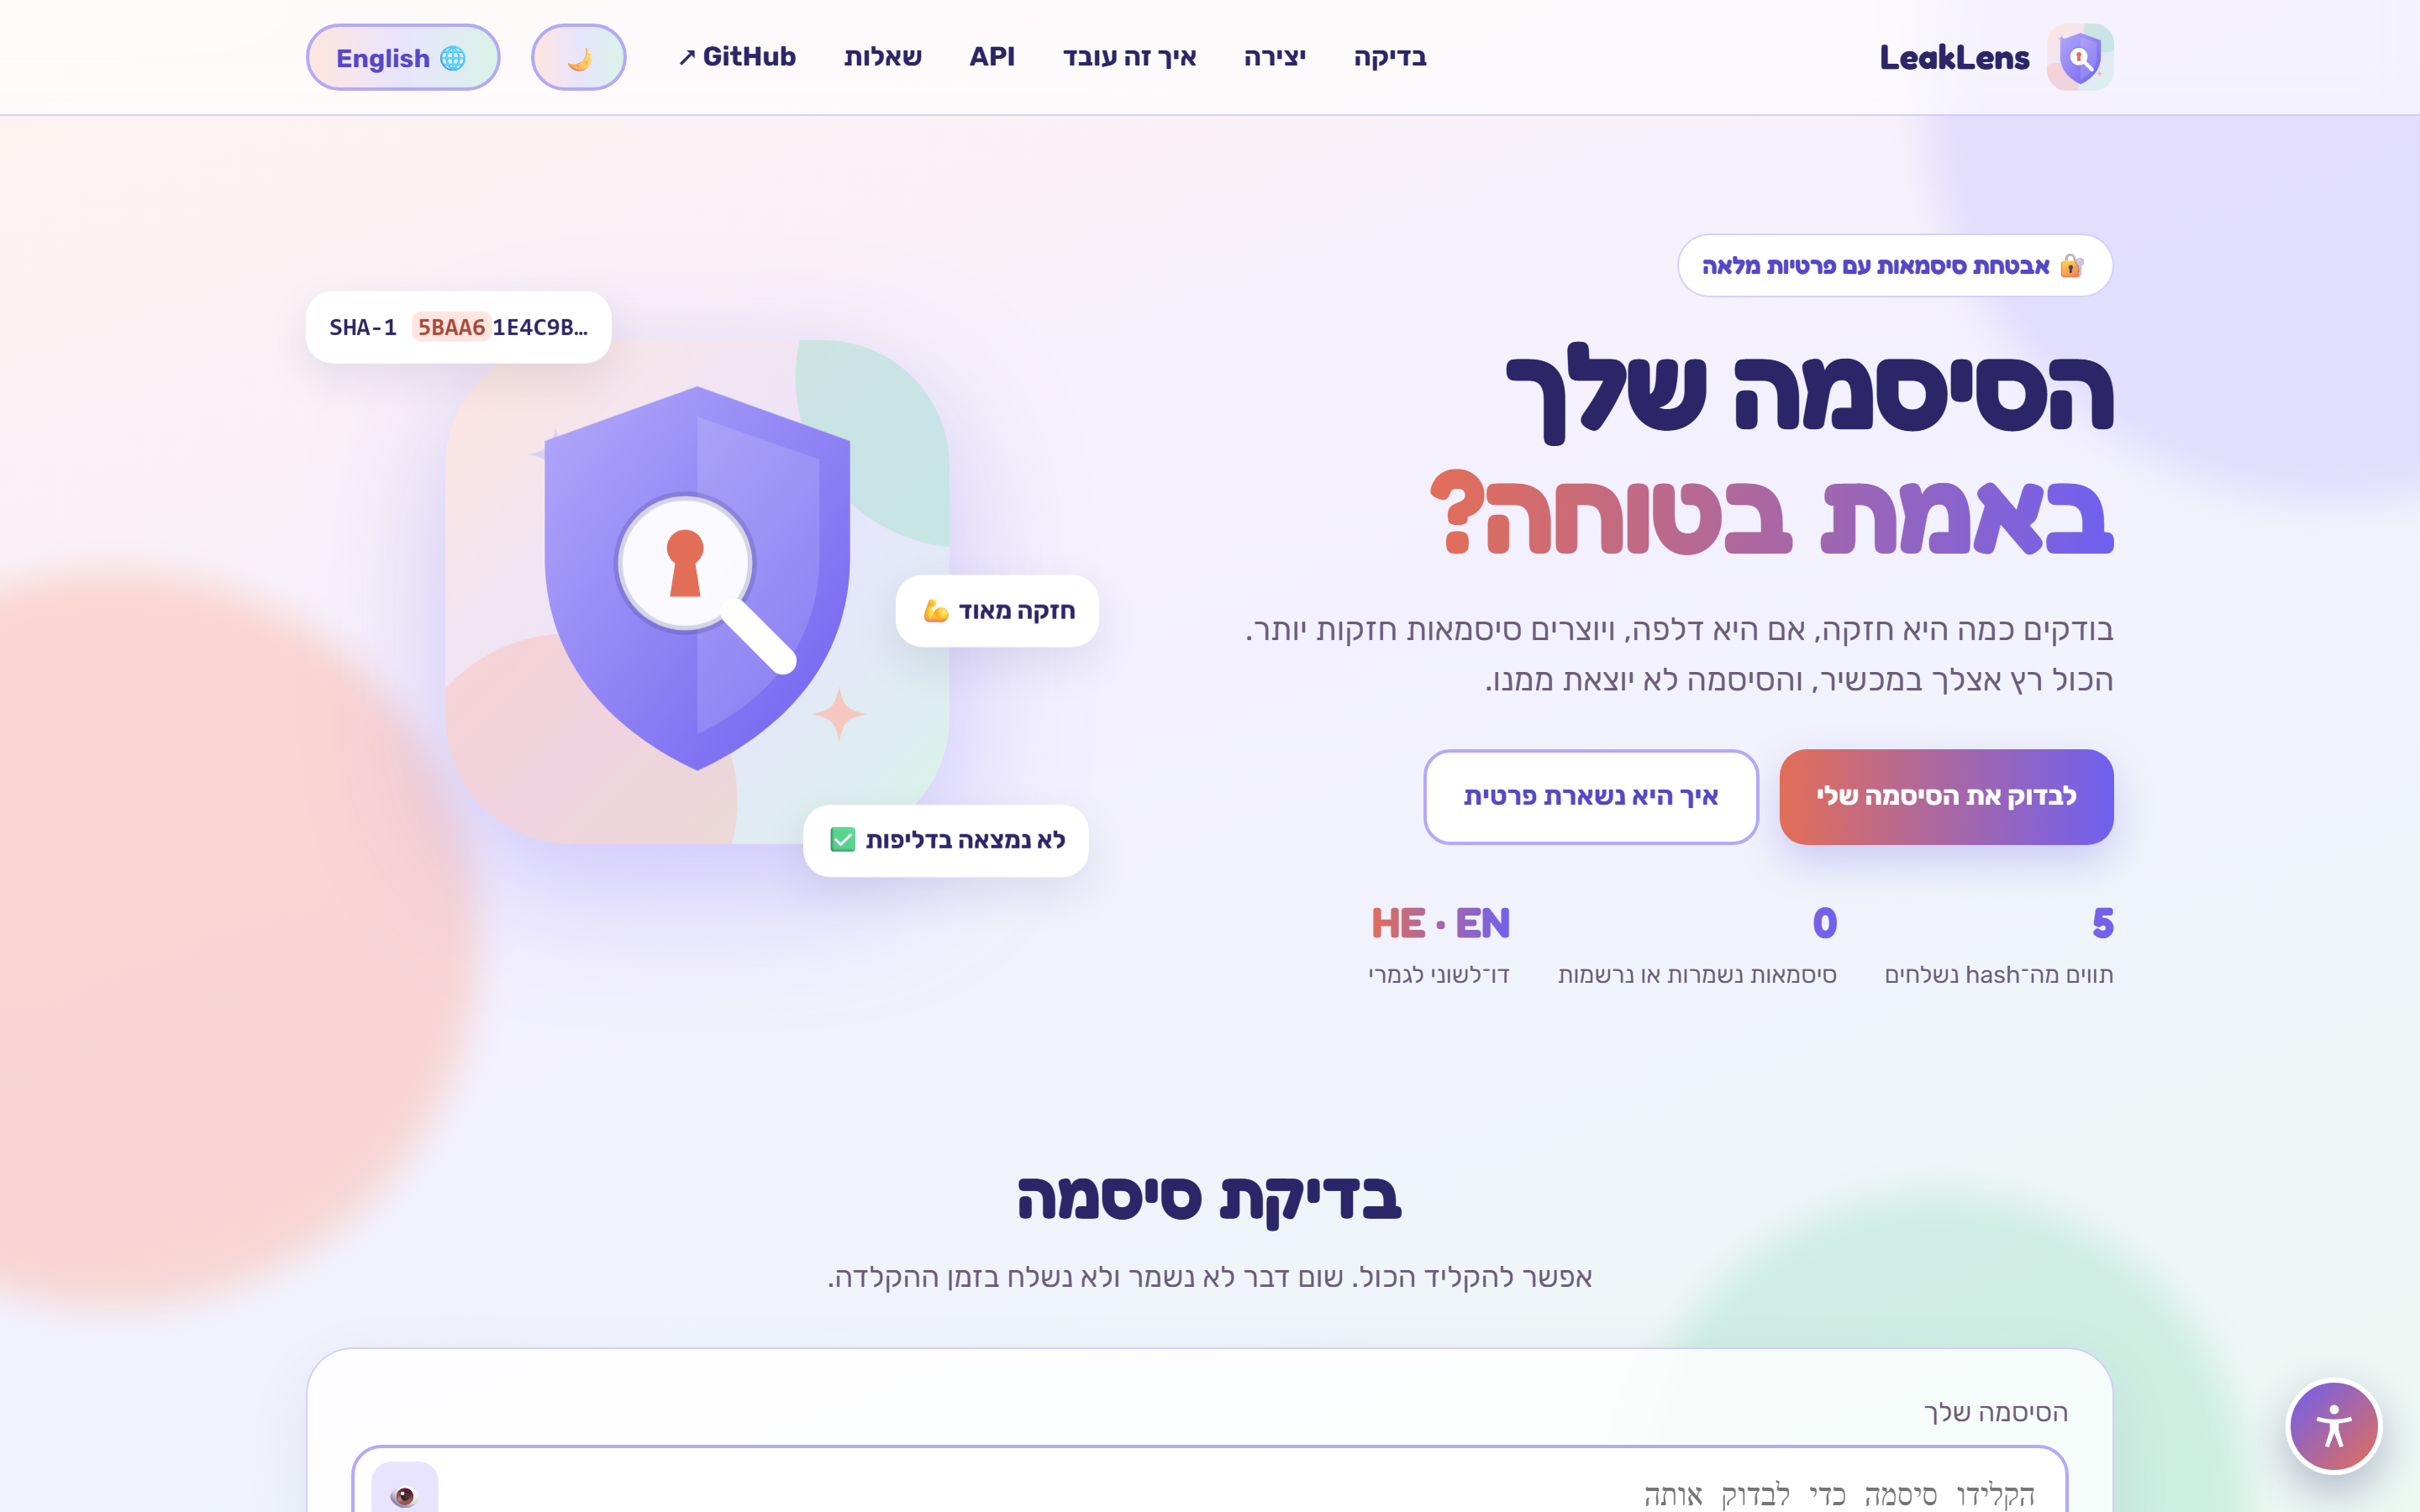 LeakLens
בדיקה
יצירה
איך זה עובד
API
שאלות
GitHub ↗
🌙
🌐 English
🔐 אבטחת סיסמאות עם פרטיות מלאה
הסיסמה שלך
באמת בטוחה?
בודקים כמה היא חזקה, אם היא דלפה, ויוצרים סיסמאות חזקות יותר.
הכול רץ אצלך במכשיר, והסיסמה לא יוצאת ממנו.
לבדוק את הסיסמה שלי
איך היא נשארת פרטית
5
תווים מה־hash נשלחים
0
סיסמאות נשמרות או נרשמות
HE · EN
דו־לשוני לגמרי
SHA-1 5BAA61E4C9B…
חזקה מאוד 💪
לא נמצאה בדליפות ✅
בדיקת סיסמה
אפשר להקליד הכול. שום דבר לא נשמר ולא נשלח בזמן ההקלדה.
הסיסמה שלך
הקלידו סיסמה כדי לבדוק אותה